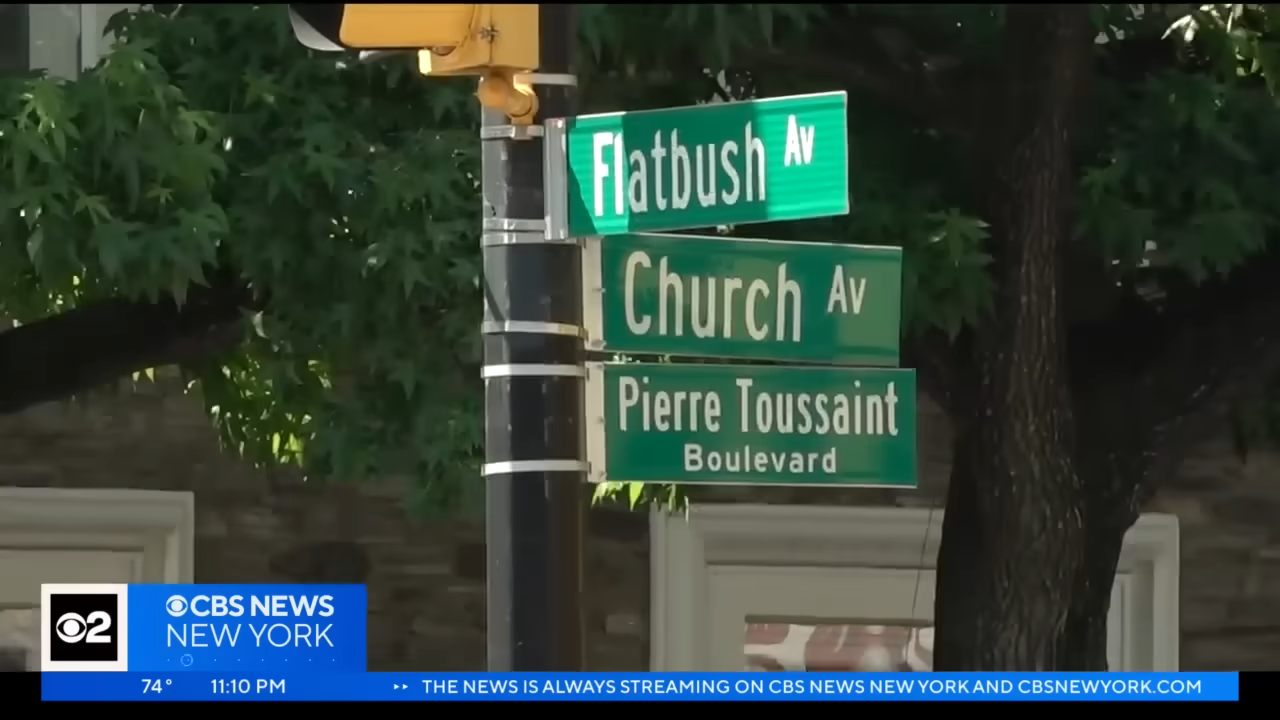 Flatbush Av
Church Av
Pierre Toussaint
Boulevard
2 CBS NEWS
NEW YORK
74° 11:10 PM THE NEWS IS ALWAYS STREAMING ON CBS NEWS NEW YORK AND CBSNEWYORK.COM